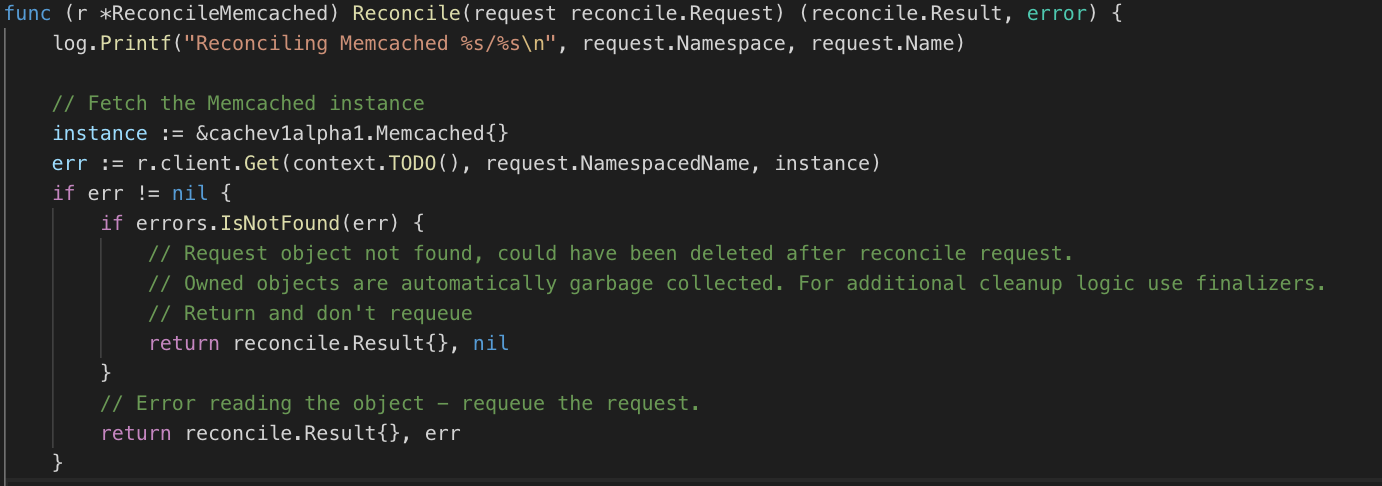 func (r *ReconcileMemcached) Reconcile(request reconcile.Request) (reconcile.Result, error) {
    log.Printf("Reconciling Memcached %s/%s\n", request.Namespace, request.Name)

    // Fetch the Memcached instance
    instance := &cachev1alpha1.Memcached{}
    err := r.client.Get(context.TODO(), request.NamespacedName, instance)
    if err != nil {
        if errors.IsNotFound(err) {
            // Request object not found, could have been deleted after reconcile request.
            // Owned objects are automatically garbage collected. For additional cleanup logic use finalizers.
            // Return and don't requeue
            return reconcile.Result{}, nil
        }
        // Error reading the object - requeue the request.
        return reconcile.Result{}, err
    }